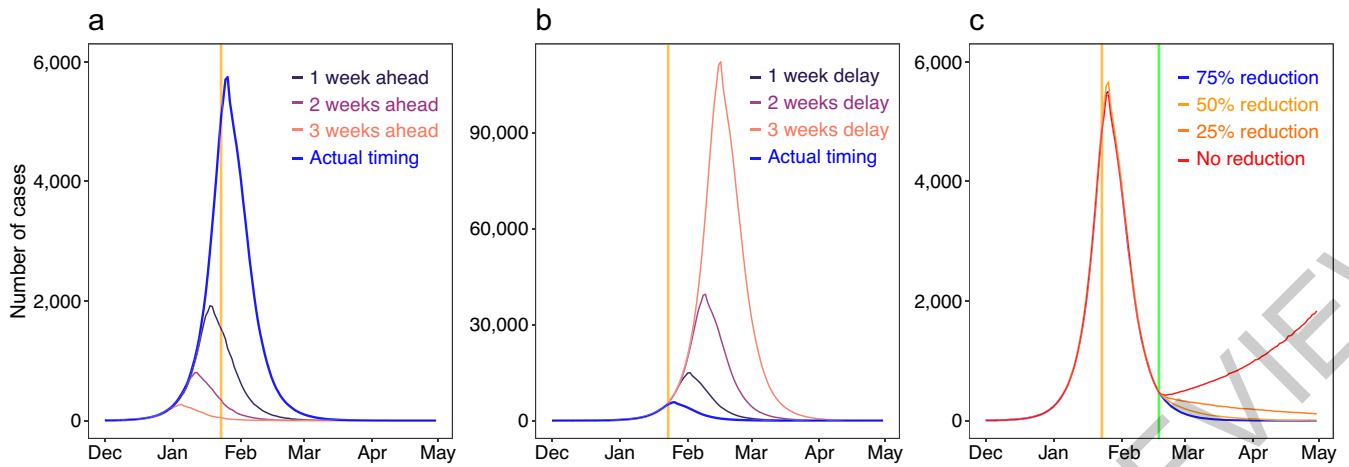 a
b
c
Number of cases
6,000
4,000
2,000
0
1 week ahead
2 weeks ahead
3 weeks ahead
Actual timing
Dec Jan Feb Mar Apr May
90,000
60,000
30,000
0
1 week delay
2 weeks delay
3 weeks delay
Actual timing
Dec Jan Feb Mar Apr May
6,000
4,000
2,000
0
75% reduction
50% reduction
25% reduction
No reduction
Dec Jan Feb Mar Apr May